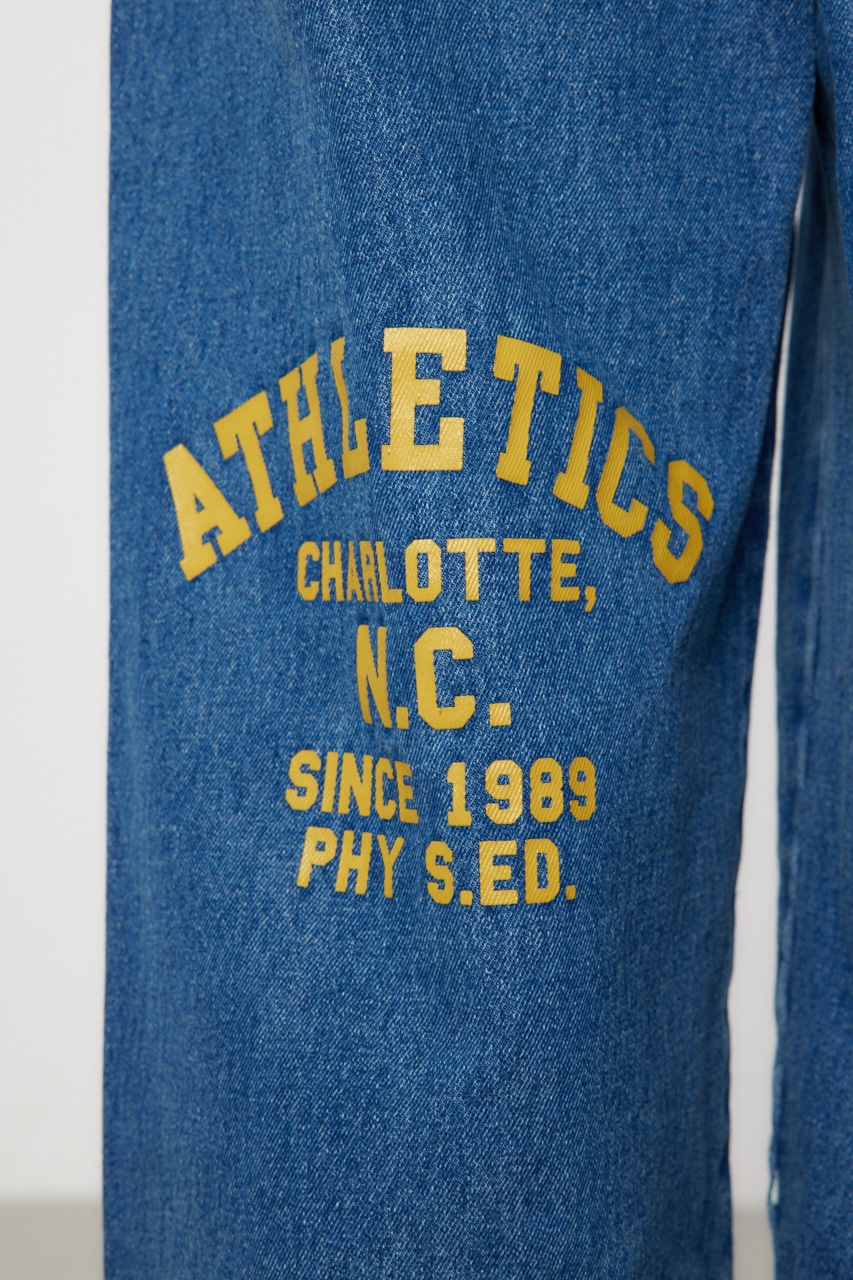 ATHLETICS
CHARLOTTE,
N.C.
SINCE 1989
PHY S.ED.